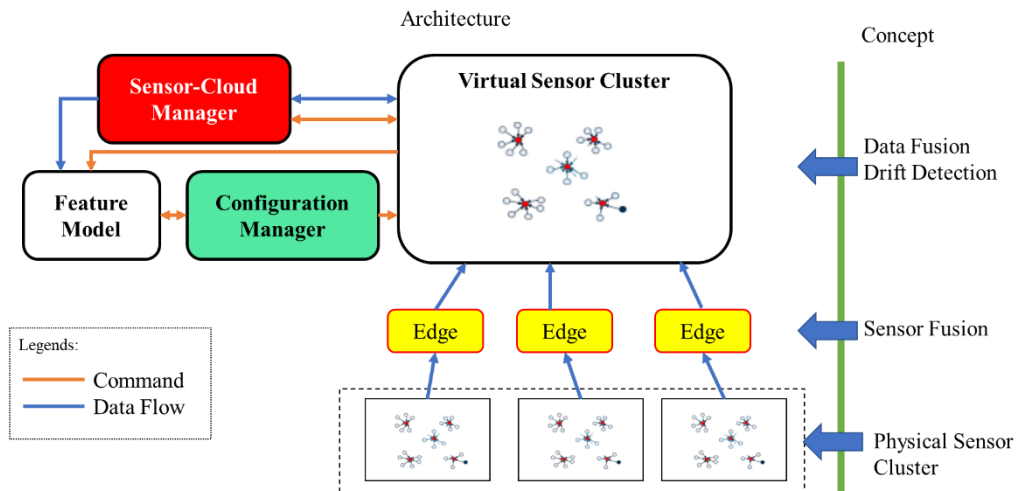 Architecture
Concept
Sensor-Cloud
Manager
Virtual Sensor Cluster
Data Fusion
Drift Detection
Feature
Model
Configuration
Manager
Edge
Edge
Edge
Sensor Fusion
Legends:
Command
Data Flow
Physical Sensor
Cluster